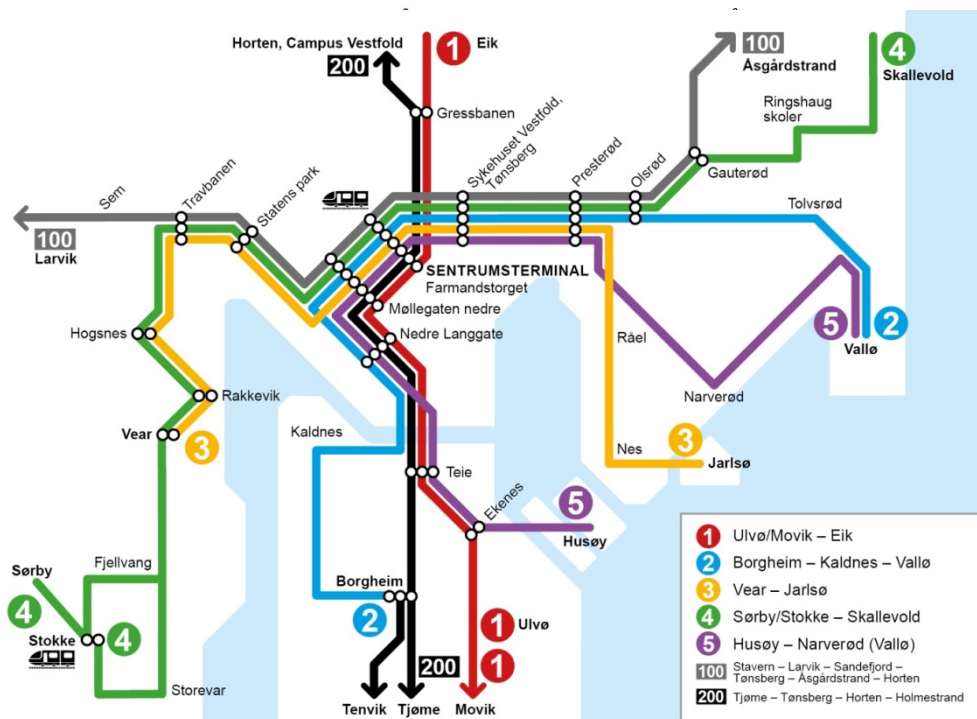 Horten, Campus Vestfold
200
1
Eik
100
Åsgårdstrand
4
Skallevold
Ringshaug
skoler
Gressbanen
Sykehuset Vestfold,
Tønsberg
Presterød
Olsrød
Gauterød
Sem
Travbanen
Statens park
Tolvsrød
100
Larvik
SENTRUMSTERMINAL
Farmandstorget
Møllegaten nedre
Nedre Langgate
Hogsnes
Råel
5
2
Vallø
Rakkevik
Narverød
Vear
3
Kaldnes
Nes
3
Jarlsø
Teie
Ekenes
5
Husøy
Fjellvang
Sørby
4
Stokke
4
Storevar
Borgheim
2
1
Ulvø
1
200
Tenvik
Tjøme
Movik
1 Ulvø/Movik – Eik
2 Borgheim – Kaldnes – Vallø
3 Vear – Jarlsø
4 Sørby/Stokke – Skallevold
5 Husøy – Narverød (Vallø)
100 Stavern – Larvik – Sandefjord –
Tønsberg – Åsgårdstrand – Horten
200 Tjøme – Tønsberg – Horten – Holmestrand